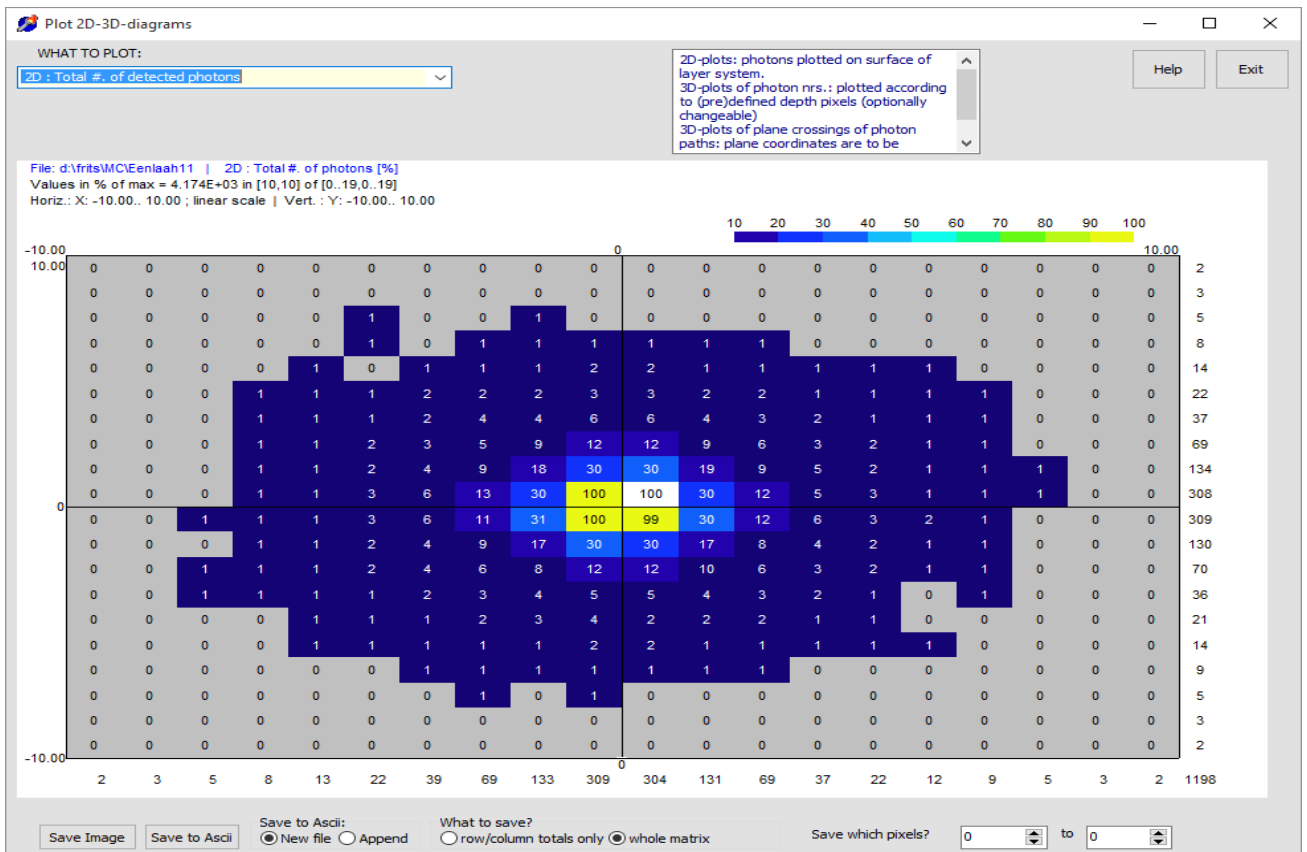 Plot 2D-3D-diagrams
WHAT TO PLOT:
2D : Total #. of detected photons
2D-plots: photons plotted on surface of
layer system.
3D-plots of photon nrs.: plotted according
to (pre)defined depth pixels (optionally
changeable)
3D-plots of plane crossings of photon
paths: plane coordinates are to be
Help
Exit
File: d:\frits\MC\Eenlaah11 | 2D : Total #. of photons [%]
Values in % of max = 4.174E+03 in [10,10] of [0..19,0..19]
Horiz.: X: -10.00.. 10.00 ; linear scale | Vert. : Y: -10.00.. 10.00
10 20 30 40 50 60 70 80 90 100
-10.00 0 10.00
10.00 0 0 0 0 0 0 0 0 0 0 0 0 0 0 0 0 0 0 0 0 2
0 0 0 0 0 0 0 0 0 0 0 0 0 0 0 0 0 0 0 0 3
0 0 0 0 0 1 0 0 1 0 0 0 0 0 0 0 0 0 0 0 5
0 0 0 0 0 1 0 1 1 1 1 1 1 0 0 0 0 0 0 0 8
0 0 0 0 1 0 1 1 1 2 2 1 1 1 1 1 0 0 0 0 14
0 0 0 1 1 1 2 2 2 3 3 2 2 1 1 1 1 0 0 0 22
0 0 0 1 1 1 2 4 4 6 6 4 3 2 1 1 1 0 0 0 37
0 0 0 1 1 2 3 5 9 12 12 9 6 3 2 1 1 0 0 0 69
0 0 0 1 1 2 4 9 18 30 30 19 9 5 2 1 1 1 0 0 134
0 0 0 1 1 3 6 13 30 100 100 30 12 5 3 1 1 1 0 0 308
0
0 0 1 1 1 3 6 11 31 100 99 30 12 6 3 2 1 0 0 0 309
0 0 0 1 1 2 4 9 17 30 30 17 8 4 2 1 1 0 0 0 130
0 0 1 1 1 2 4 6 8 12 12 10 6 3 2 1 1 0 0 0 70
0 0 1 1 1 1 2 3 4 5 5 4 3 2 1 0 1 0 0 0 36
0 0 0 0 1 1 1 2 3 4 2 2 2 1 1 0 0 0 0 0 21
0 0 0 0 1 1 1 1 1 2 2 1 1 1 1 1 0 0 0 0 14
0 0 0 0 0 0 1 1 1 1 1 1 1 0 0 0 0 0 0 0 9
0 0 0 0 0 0 0 1 0 1 0 0 0 0 0 0 0 0 0 0 5
0 0 0 0 0 0 0 0 0 0 0 0 0 0 0 0 0 0 0 0 3
0 0 0 0 0 0 0 0 0 0 0 0 0 0 0 0 0 0 0 0 2
-10.00 0
2 3 5 8 13 22 39 69 133 309 304 131 69 37 22 12 9 5 3 2 1198
Save Image
Save to Ascii
Save to Ascii:
New file Append
What to save?
row/column totals only whole matrix
Save which pixels? 0 to 0